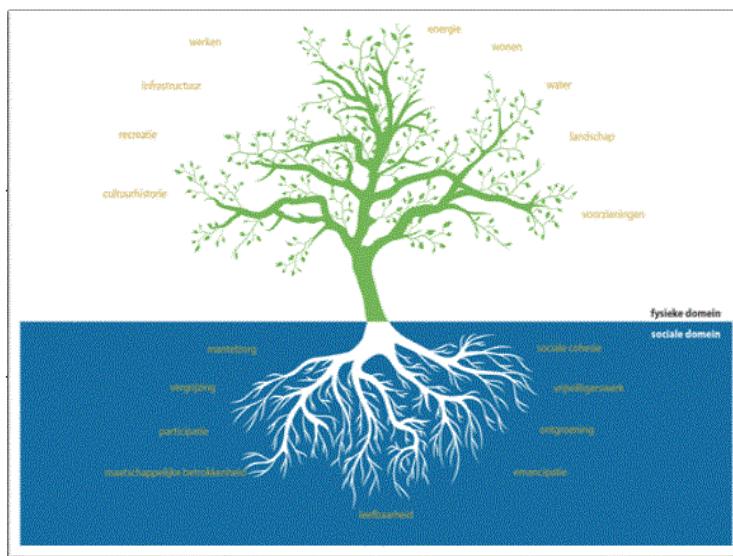 energie
werken
wonen
infrastructuur
water
recreatie
landschap
cultuurhistorie
voorzieningen
fysieke domein
sociale domein
mantelzorg
sociale cohesie
vergrijzing
vrijwilligerswerk
participatie
ontgroening
maatschappelijke betrokkenheid
emancipatie
leefbaarheid